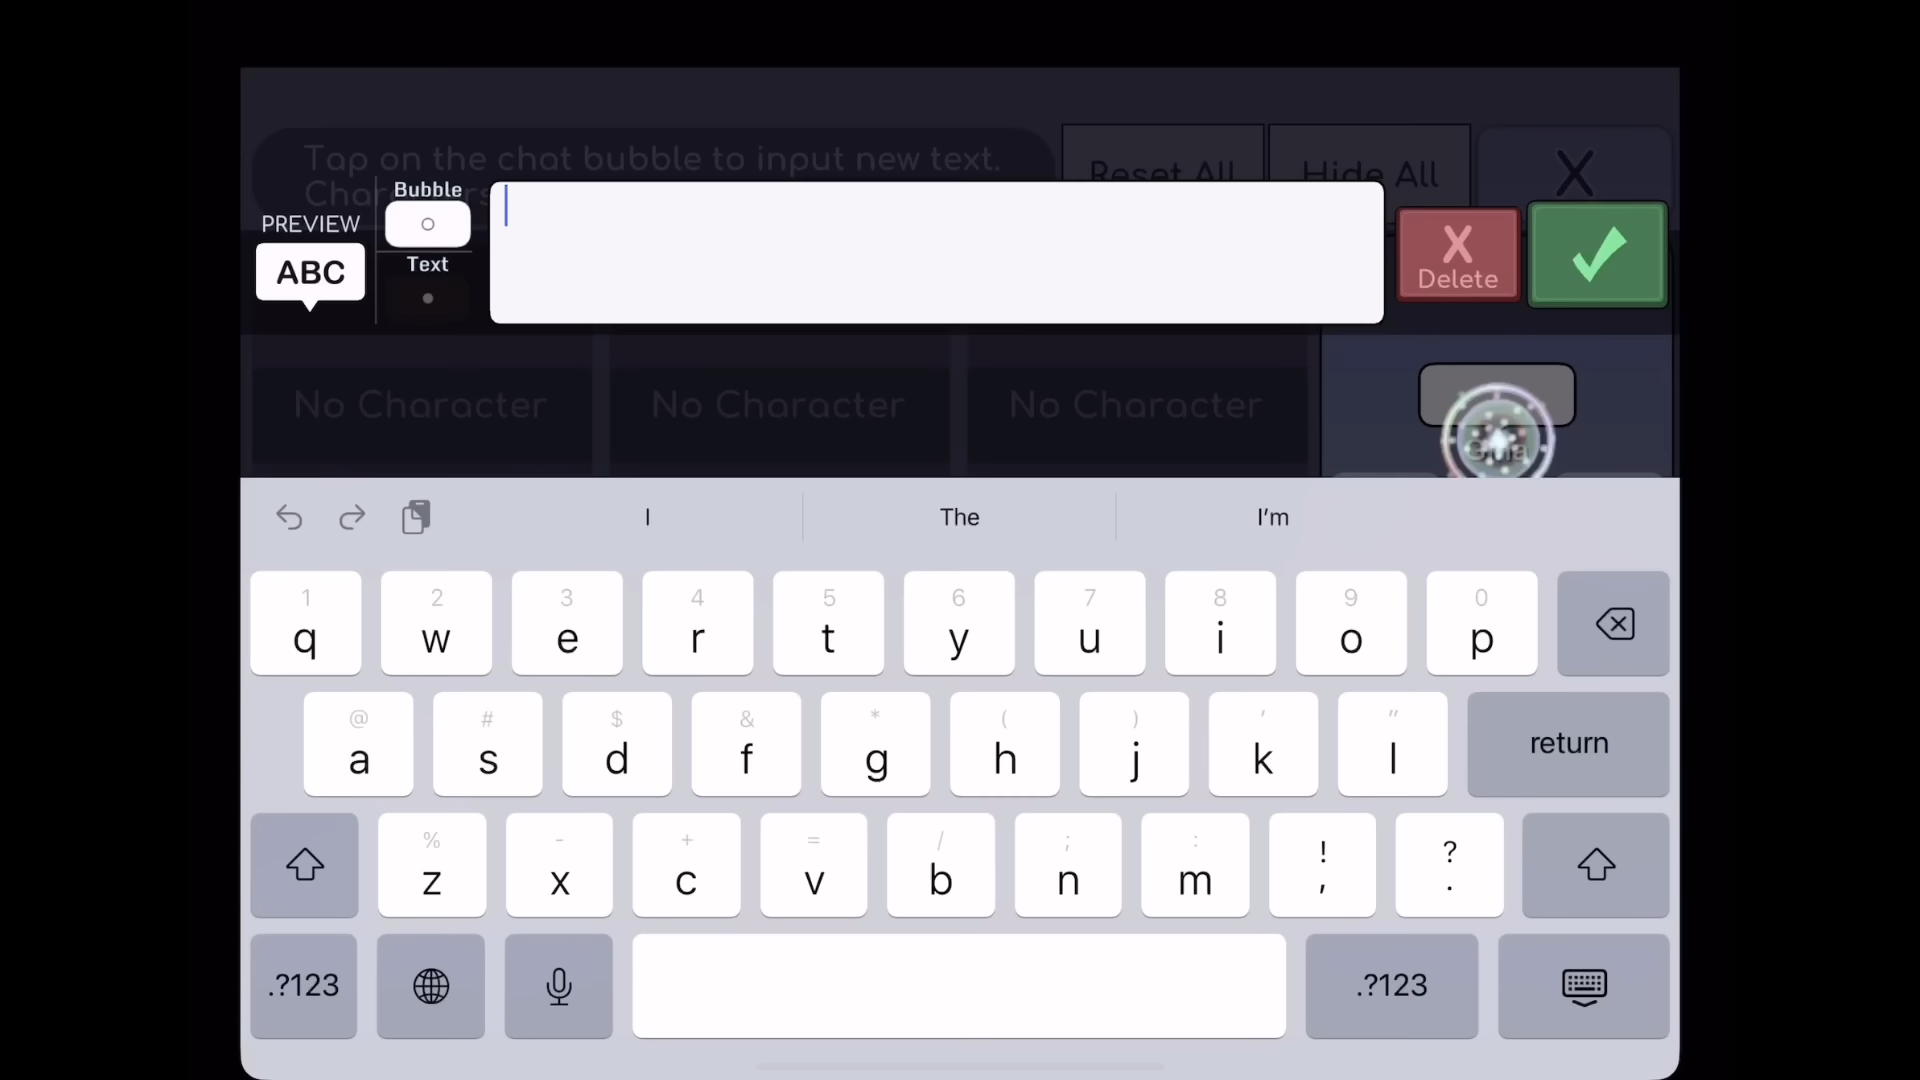 Tap on the chat bubble to input new text.
Reset All
Hide All
X
Bubble
PREVIEW
ABC
Text
X
Delete
No Character
No Character
No Character
I
The
I'm
1 2 3 4 5 6 7 8 9 0
q w e r t y u i o p
@ # $ & * ( ) ' "
a s d f g h j k l
return
% - + = / ; : ! ?
z x c v b n m , .
.?123
.?123